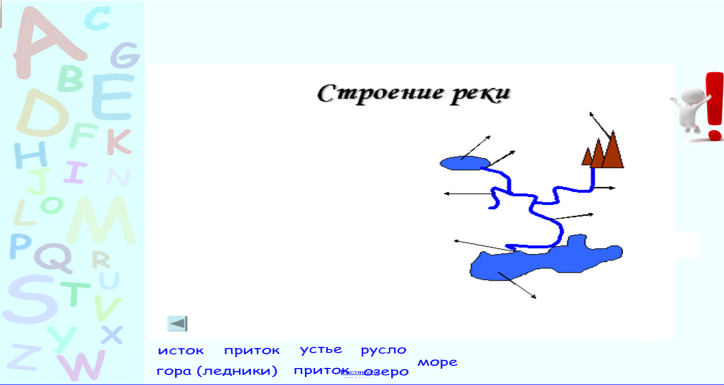 Строение реки
исток приток устье русло
гора (ледники) приток озеро море
A
C
G
B
E
D
F
K
H
I
J
N
L
O
M
P
Q
R
S
T
U
V
X
Y
Z
W